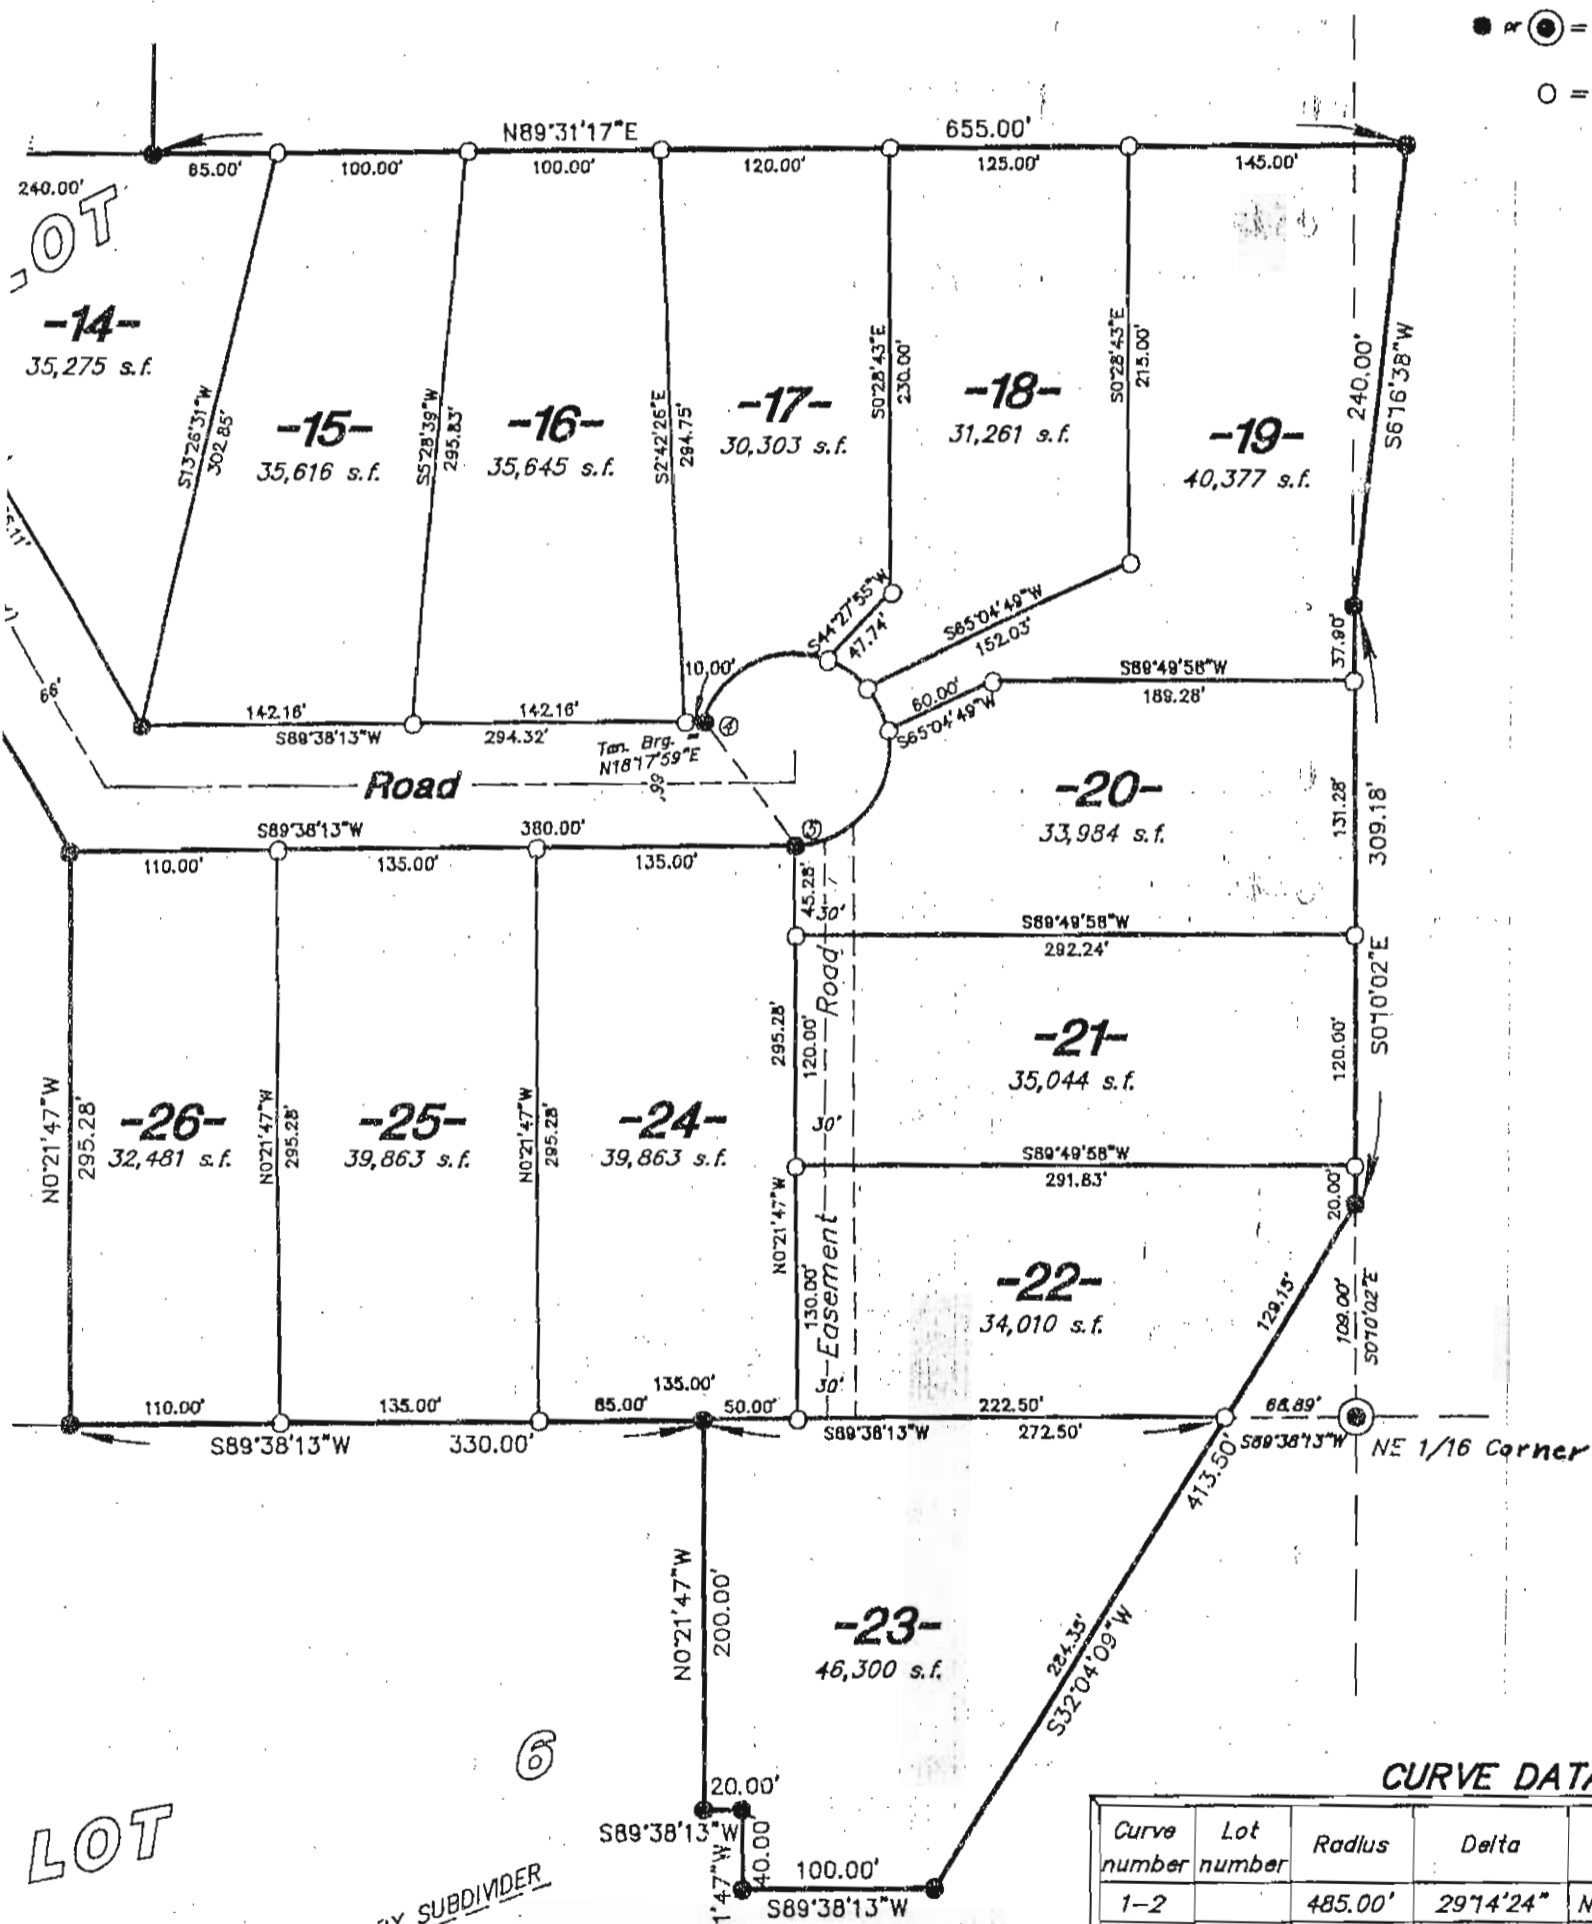 or =
=
N89°31'17"E
655.00'
85.00'
100.00'
100.00'
120.00'
125.00'
145.00'
240.00'
LOT
-14-
35,275 s.f.
S13°26'31"W
302.85'
-15-
35,616 s.f.
S5°28'39"W
295.83'
-16-
35,645 s.f.
S2°42'26"E
294.75'
-17-
30,303 s.f.
S0°28'43"E
230.00'
-18-
31,261 s.f.
S0°28'43"E
215.00'
-19-
40,377 s.f.
240.00'
S6°16'38"W
S44°27'55"W
47.74'
S65°04'49"W
152.03'
60.00'
S65°04'49"W
S89°49'58"W
189.28'
37.90'
66'
142.16'
142.16'
S89°38'13"W
294.32'
10.00'
4
Tan. Brg. =
N18°17'59"E
66'
Road
S89°38'13"W
380.00'
110.00'
135.00'
135.00'
3
-20-
33,984 s.f.
131.28'
309.18'
45.28'
30'
S89°49'58"W
292.24'
S0°10'02"E
Road
295.28'
120.00'
-21-
35,044 s.f.
120.00'
30'
S89°49'58"W
291.83'
20.00'
N0°21'47"W
295.28'
-26-
32,481 s.f.
N0°21'47"W
295.28'
-25-
39,863 s.f.
N0°21'47"W
295.28'
-24-
39,863 s.f.
N0°21'47"W
130.00'
Easement
30'
-22-
34,010 s.f.
129.15'
109.00'
S0°10'02"E
110.00'
135.00'
85.00'
135.00'
50.00'
222.50'
68.89'
S89°38'13"W
330.00'
S89°38'13"W
272.50'
S89°38'13"W
NE 1/16 Corner
413.50'
N0°21'47"W
200.00'
-23-
46,300 s.f.
284.35'
S32°04'09"W
6
LOT
20.00'
S89°38'13"W
1'47"W
40.00
100.00'
S89°38'13"W
SUBDIVIDER
CURVE DATA
Curve number
Lot number
Radius
Delta
1-2
485.00'
29°14'24"
N